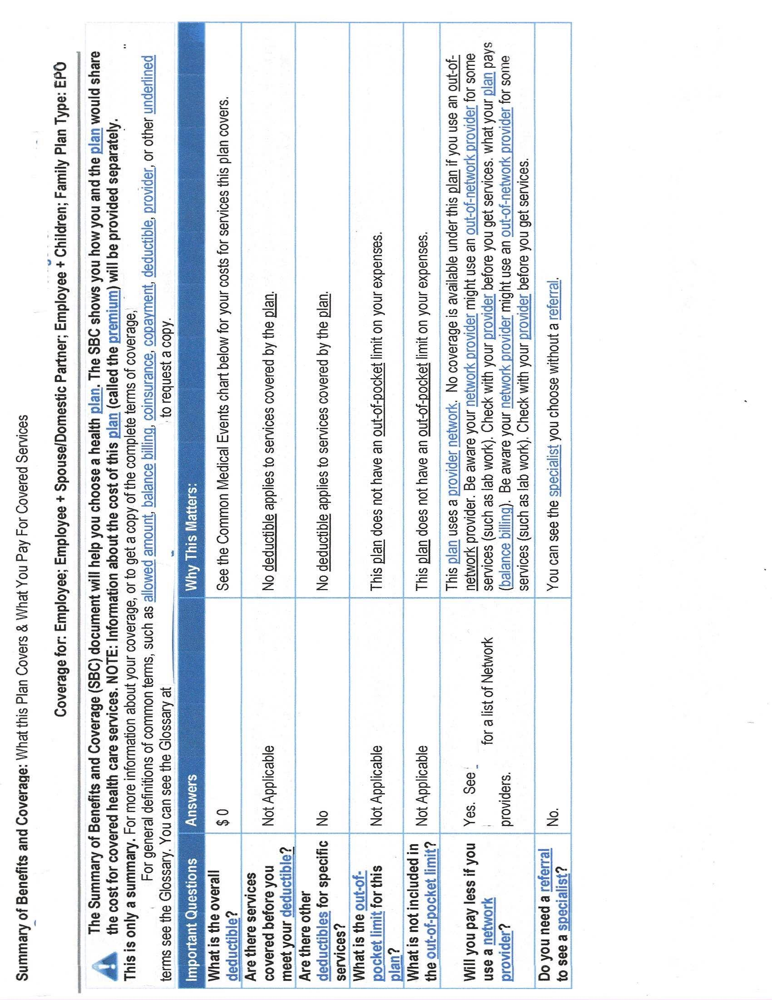 Summary of Benefits and Coverage: What this Plan Covers & What You Pay For Covered Services
Coverage for: Employee; Employee + Spouse/Domestic Partner; Employee + Children; Family Plan Type: EPO
The Summary of Benefits and Coverage (SBC) document will help you choose a health plan. The SBC shows you how you and the plan would share
the cost for covered health care services. NOTE: Information about the cost of this plan (called the premium) will be provided separately.
This is only a summary. For more information about your coverage, or to get a copy of the complete terms of coverage,
For general definitions of common terms, such as allowed amount, balance billing, coinsurance, copayment, deductible, provider, or other underlined
terms see the Glossary. You can see the Glossary at to request a copy.
Important Questions Answers Why This Matters:
What is the overall
deductible?
$ 0
See the Common Medical Events chart below for your costs for services this plan covers.
Are there services
covered before you
meet your deductible?
Not Applicable
No deductible applies to services covered by the plan.
Are there other
deductibles for specific
services?
No
No deductible applies to services covered by the plan.
What is the out-of-
pocket limit for this
plan?
Not Applicable
This plan does not have an out-of-pocket limit on your expenses.
What is not included in
the out-of-pocket limit?
Not Applicable
This plan does not have an out-of-pocket limit on your expenses.
Will you pay less if you
use a network
provider?
Yes. See
for a list of Network
providers.
This plan uses a provider network. No coverage is available under this plan if you use an out-of-
network provider. Be aware your network provider might use an out-of-network provider for some
services (such as lab work). Check with your provider before you get services. what your plan pays
(balance billing). Be aware your network provider might use an out-of-network provider for some
services (such as lab work). Check with your provider before you get services.
Do you need a referral
to see a specialist?
No.
You can see the specialist you choose without a referral.